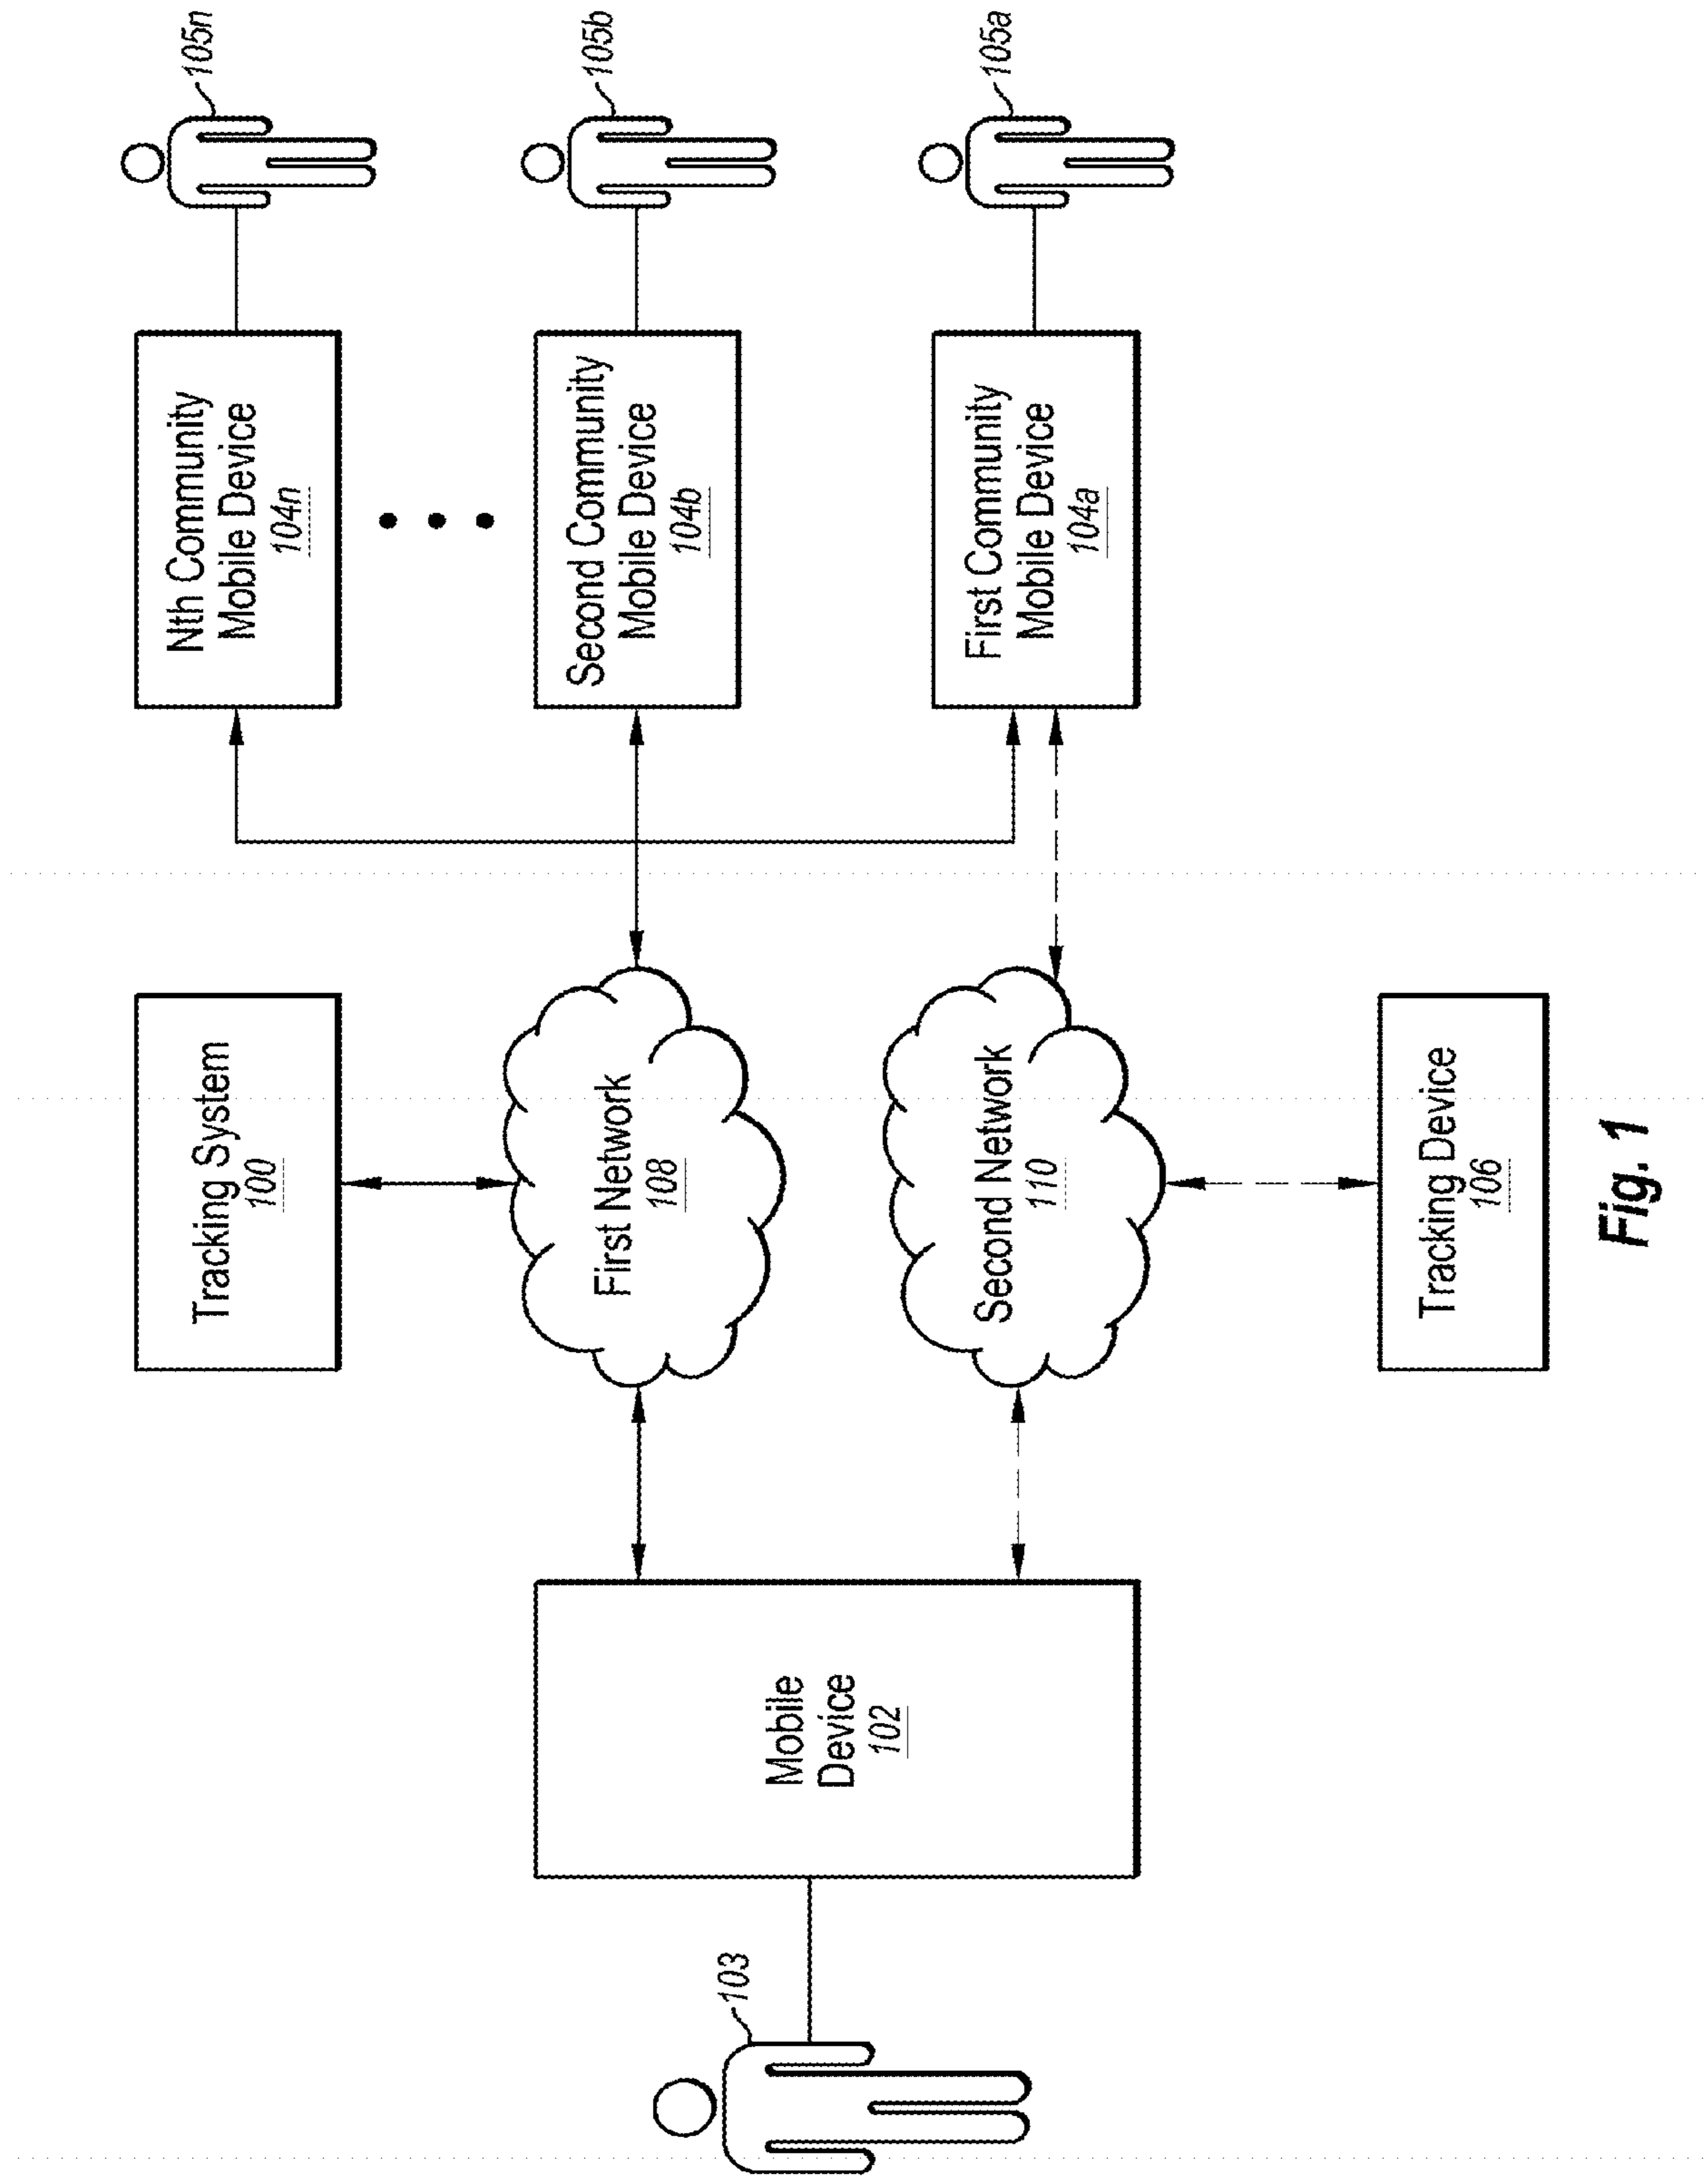 Tracking System
100
Nth Community
Mobile Device
104n
105n
103
Mobile
Device
102
First Network
108
Second Community
Mobile Device
104b
105b
Second Network
110
First Community
Mobile Device
104a
105a
Tracking Device
106
Fig. 1